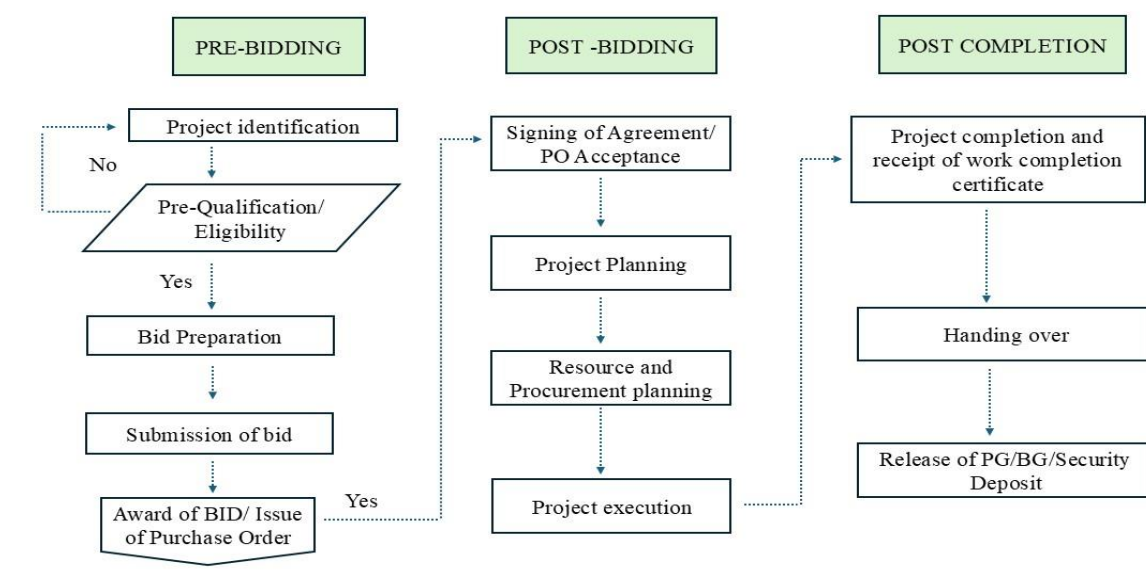 PRE-BIDDING
Project identification
No
Pre-Qualification/
Eligibility
Yes
Bid Preparation
Submission of bid
Award of BID/ Issue
of Purchase Order
Yes
POST -BIDDING
Signing of Agreement/
PO Acceptance
Project Planning
Resource and
Procurement planning
Project execution
POST COMPLETION
Project completion and
receipt of work completion
certificate
Handing over
Release of PG/BG/Security
Deposit